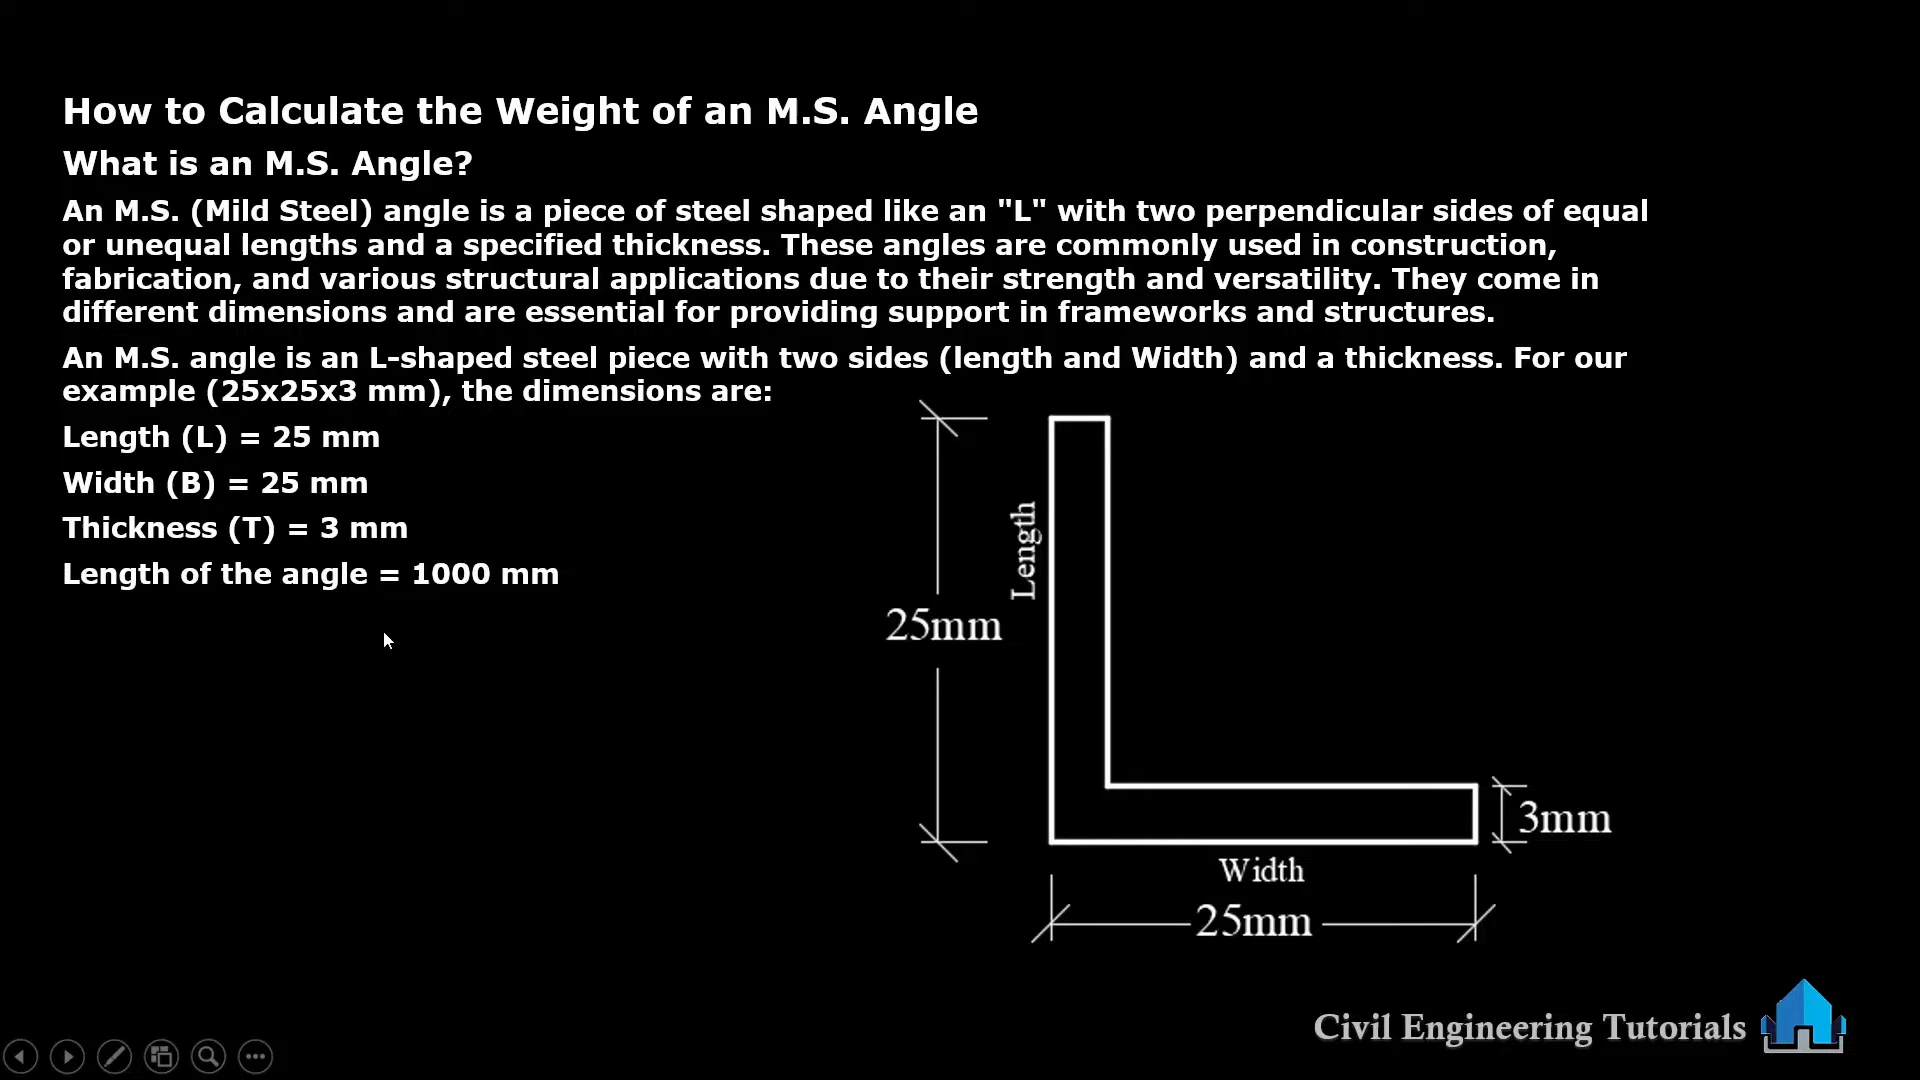 How to Calculate the Weight of an M.S. Angle
What is an M.S. Angle?
An M.S. (Mild Steel) angle is a piece of steel shaped like an "L" with two perpendicular sides of equal
or unequal lengths and a specified thickness. These angles are commonly used in construction,
fabrication, and various structural applications due to their strength and versatility. They come in
different dimensions and are essential for providing support in frameworks and structures.
An M.S. angle is an L-shaped steel piece with two sides (length and Width) and a thickness. For our
example (25x25x3 mm), the dimensions are:
Length (L) = 25 mm
Width (B) = 25 mm
Thickness (T) = 3 mm
Length of the angle = 1000 mm
Length
25mm
3mm
Width
25mm
Civil Engineering Tutorials